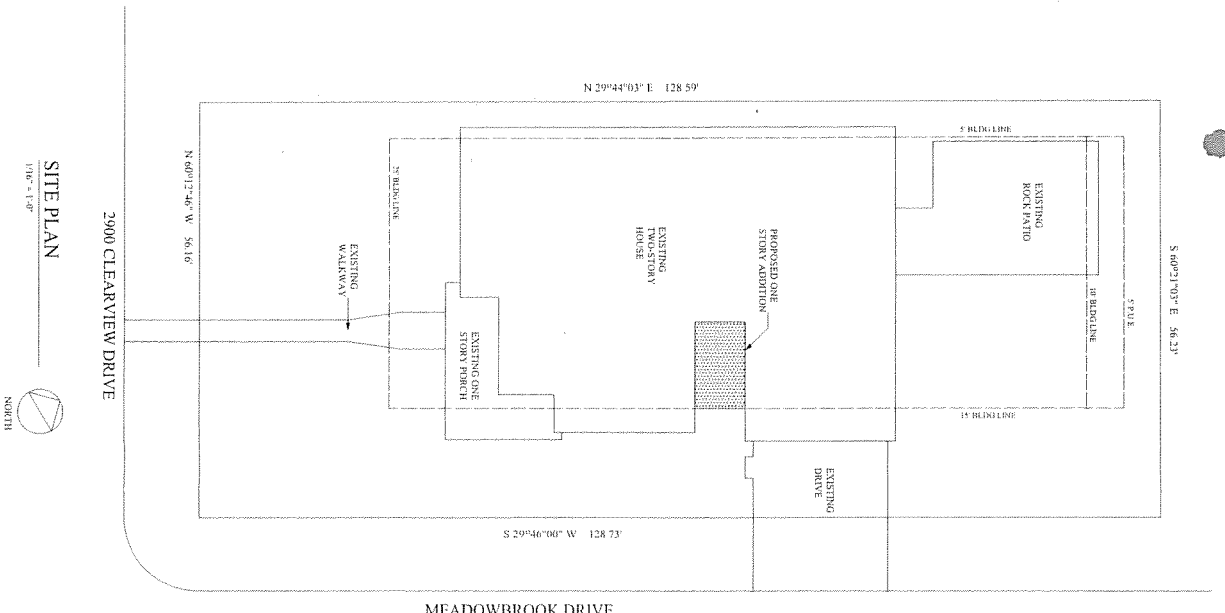 N 29°44'03" E 128 59'
5' BLDG LINE
EXISTING
ROCK PATIO
S 60°21'03" E 56.23'
5' P.U.E.
10' BLDG LINE
25' BLDG LINE
N 60°12'46" W 56.16'
EXISTING
TWO-STORY
HOUSE
PROPOSED ONE
STORY ADDITION
EXISTING
WALKWAY
EXISTING ONE
STORY PORCH
15' BLDG LINE
EXISTING
DRIVE
S 29°46'00" W 128 73'
2900 CLEARVIEW DRIVE
MEADOWBROOK DRIVE
SITE PLAN
1/16" = 1'-0"
NORTH